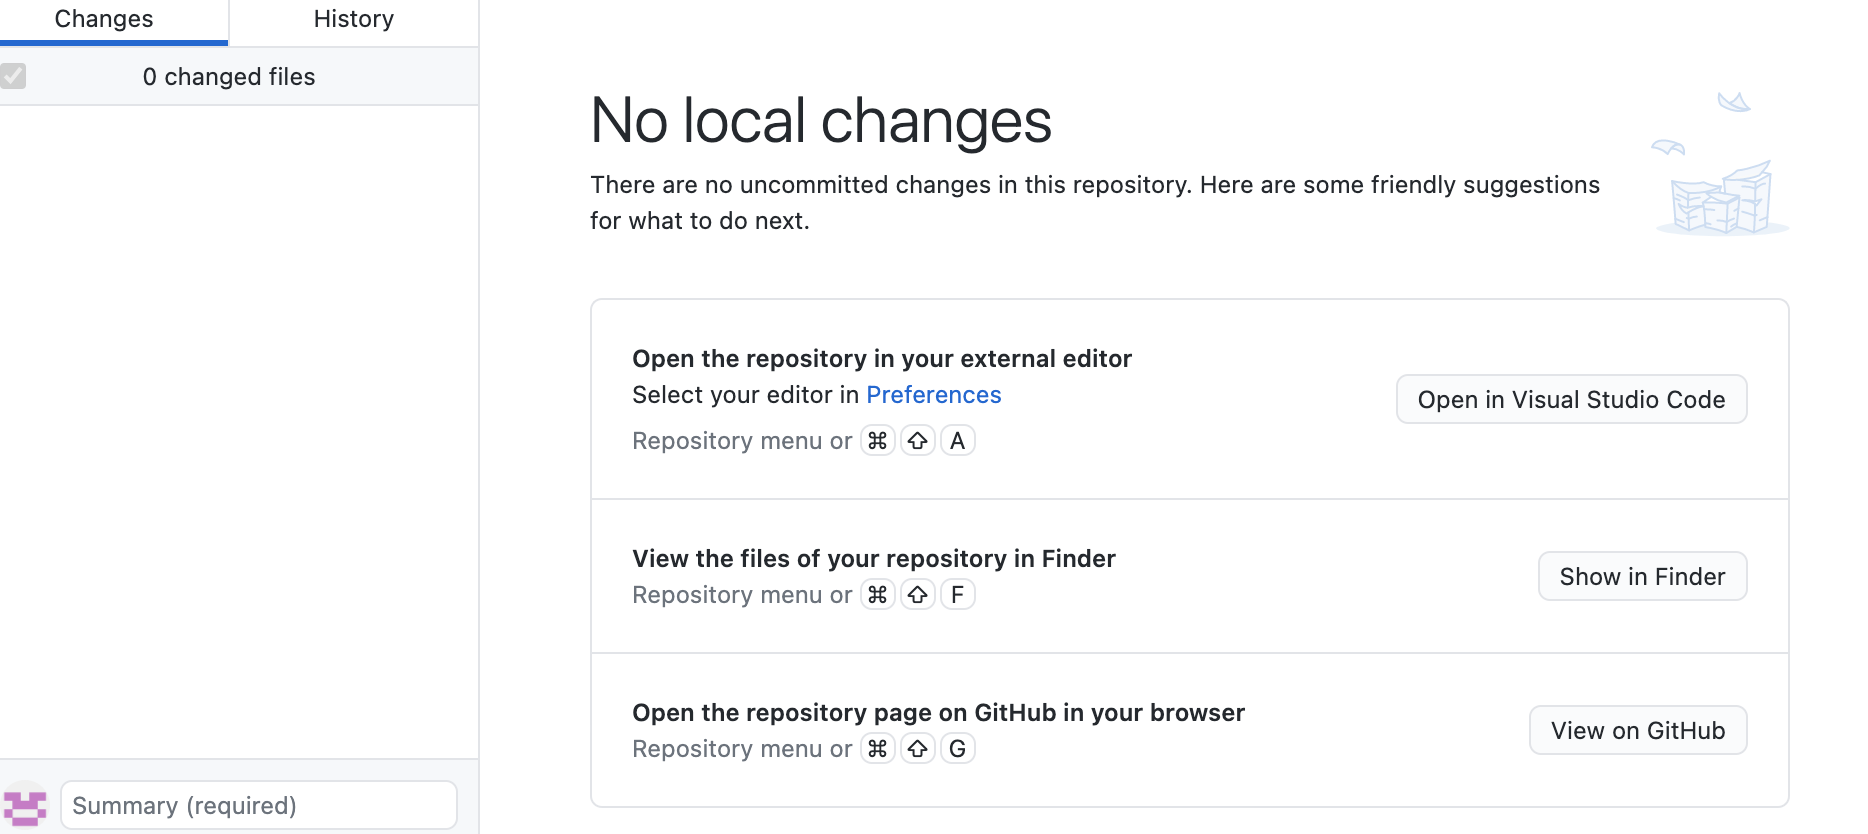 Changes
History
0 changed files
No local changes
There are no uncommitted changes in this repository. Here are some friendly suggestions
for what to do next.
Open the repository in your external editor
Select your editor in Preferences
Repository menu or ⌘ ⇧ A
Open in Visual Studio Code
View the files of your repository in Finder
Repository menu or ⌘ ⇧ F
Show in Finder
Open the repository page on GitHub in your browser
Repository menu or ⌘ ⇧ G
View on GitHub
Summary (required)